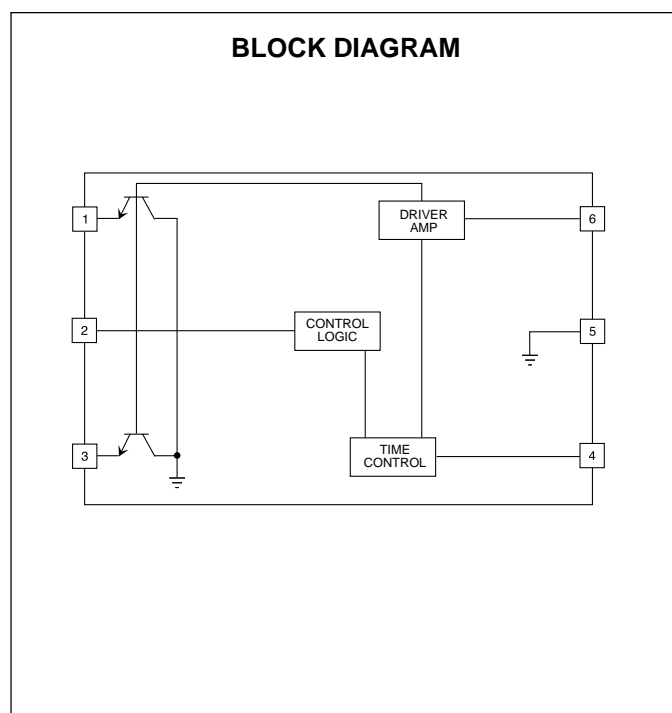 BLOCK DIAGRAM
1
DRIVER
AMP
6
2
CONTROL
LOGIC
5
3
TIME
CONTROL
4